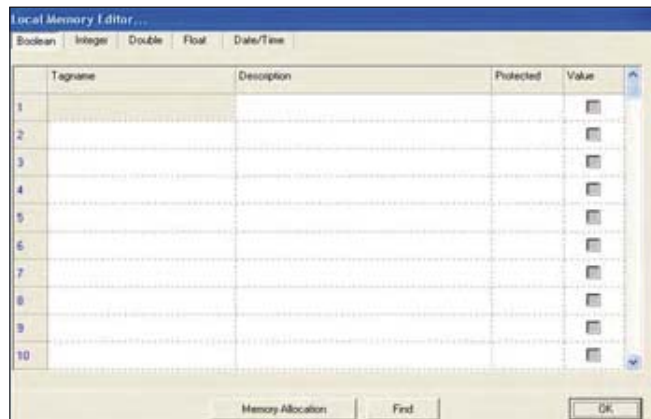 Local Memory Editor...
Boolean Integer Double Float Date/Time
Tagname Description Protected Value
1
2
3
4
5
6
7
8
9
10
Memory Allocation Find OK